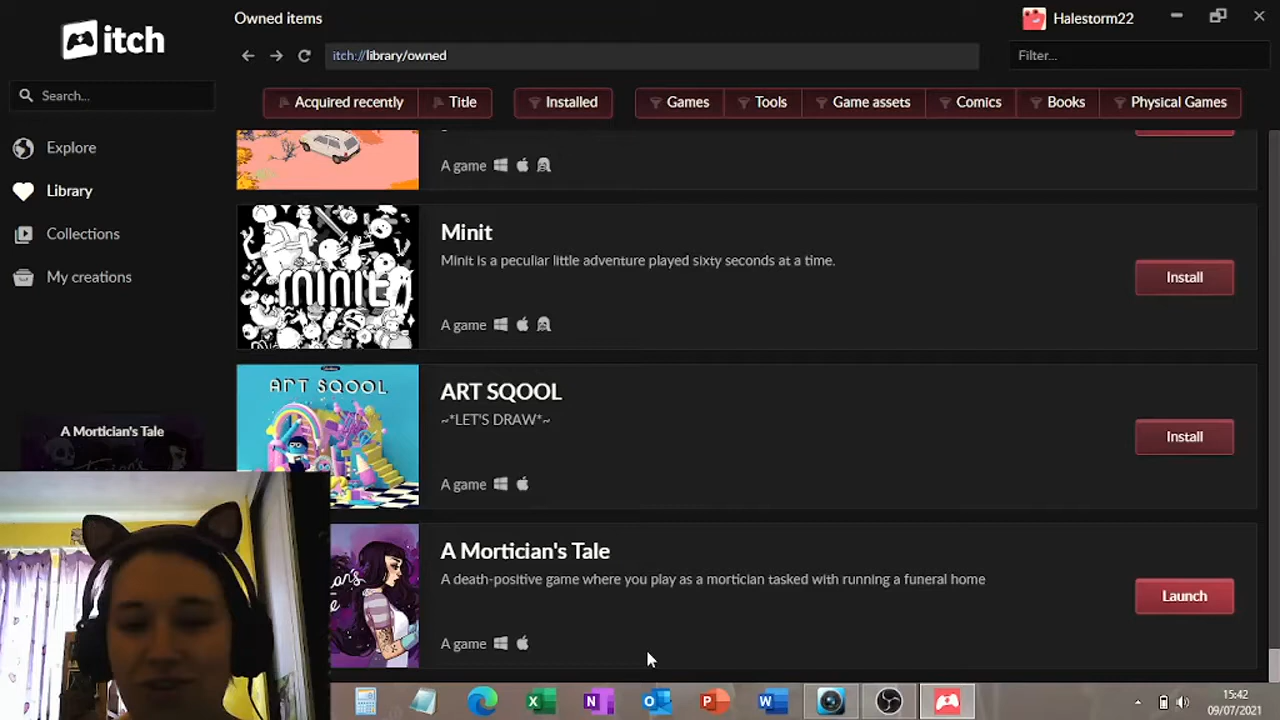 itch
Owned items
Halestorm22
itch://library/owned
Filter...
Search...
Acquired recently
Title
Installed
Games
Tools
Game assets
Comics
Books
Physical Games
Explore
Library
Collections
My creations
A Mortician's Tale
A game
minit
Minit
Minit is a peculiar little adventure played sixty seconds at a time.
Install
A game
ART SQOOL
ART SQOOL
~*LET'S DRAW*~
Install
A game
A Mortician's Tale
A death-positive game where you play as a mortician tasked with running a funeral home
Launch
A game
15:42
09/07/2021